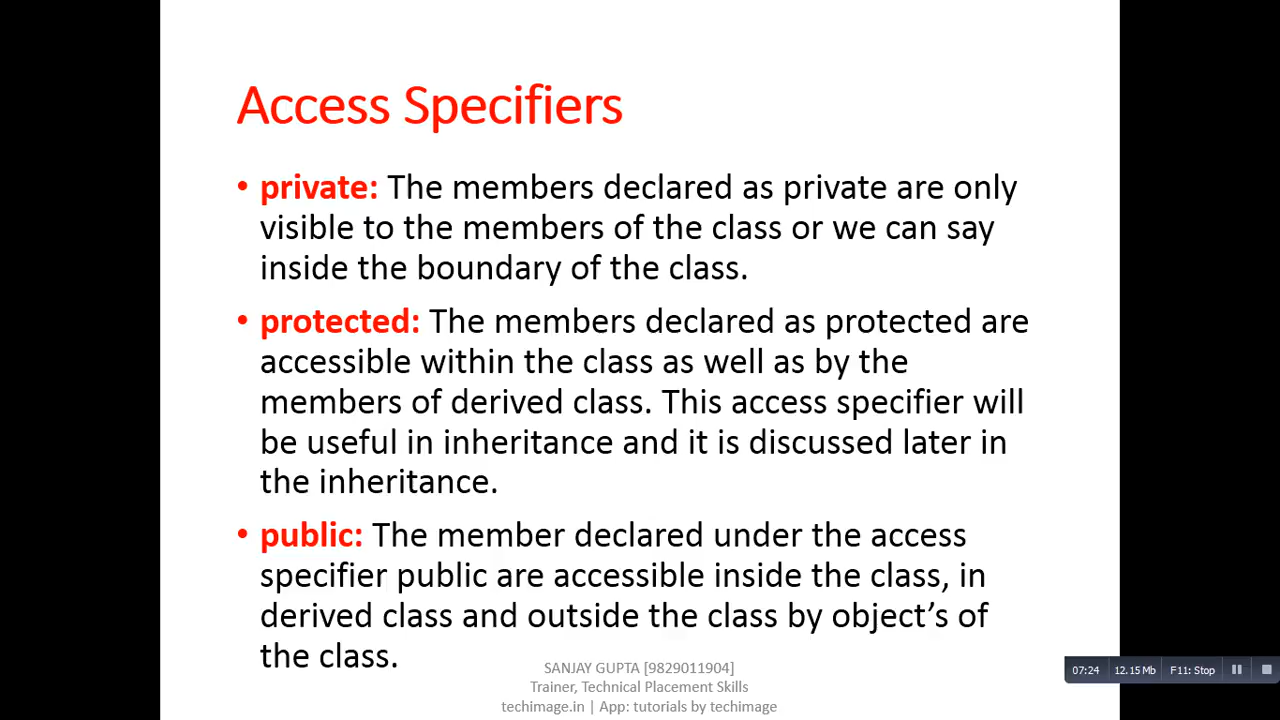 Access Specifiers
• private: The members declared as private are only
visible to the members of the class or we can say
inside the boundary of the class.
• protected: The members declared as protected are
accessible within the class as well as by the
members of derived class. This access specifier will
be useful in inheritance and it is discussed later in
the inheritance.
• public: The member declared under the access
specifier public are accessible inside the class, in
derived class and outside the class by object’s of
the class.
SANJAY GUPTA [9829011904]
Trainer, Technical Placement Skills
techimage.in | App: tutorials by techimage
07:24 12.15 Mb F11: Stop